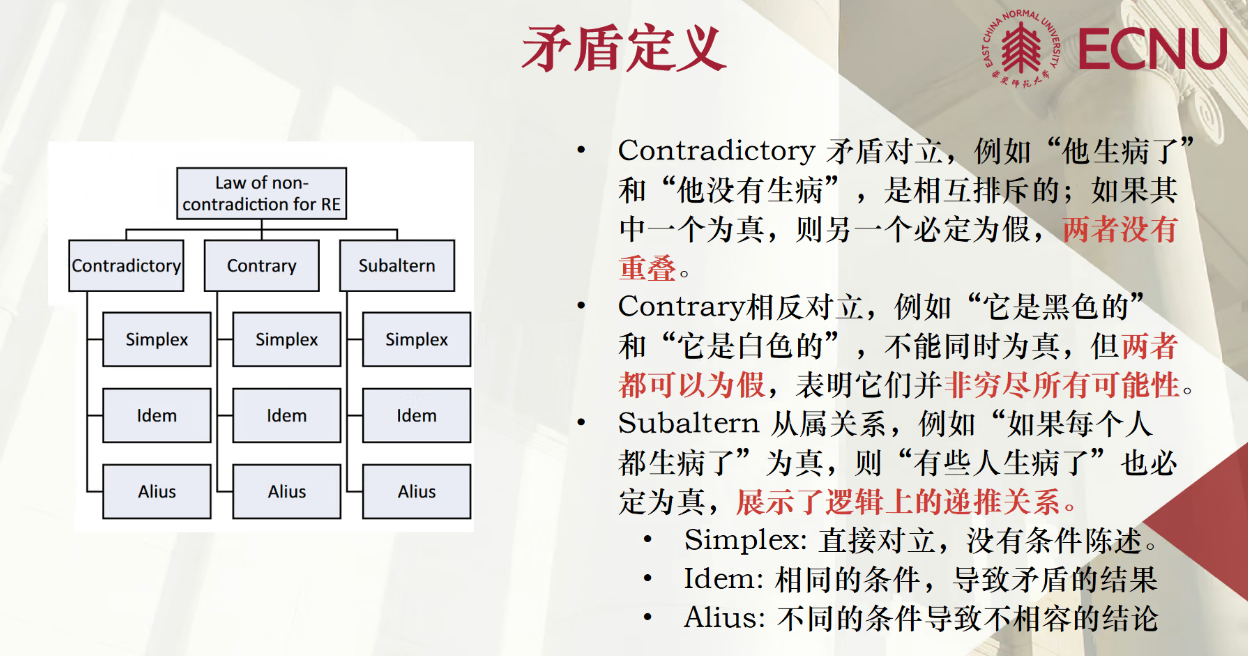 矛盾定义
EAST CHINA NORMAL UNIVERSITY
华东师范大学
ECNU
Law of non-
contradiction for RE
Contradictory
Contrary
Subaltern
Simplex
Simplex
Simplex
Idem
Idem
Idem
Alius
Alius
Alius
• Contradictory 矛盾对立，例如“他生病了”
和“他没有生病”，是相互排斥的；如果其
中一个为真，则另一个必定为假，两者没有
重叠。
• Contrary相反对立，例如“它是黑色的”
和“它是白色的”，不能同时为真，但两者
都可以为假，表明它们并非穷尽所有可能性。
• Subaltern 从属关系，例如“如果每个人
都生病了”为真，则“有些人生病了”也必
定为真，展示了逻辑上的递推关系。
• Simplex: 直接对立，没有条件陈述。
• Idem: 相同的条件，导致矛盾的结果
• Alius: 不同的条件导致不相容的结论